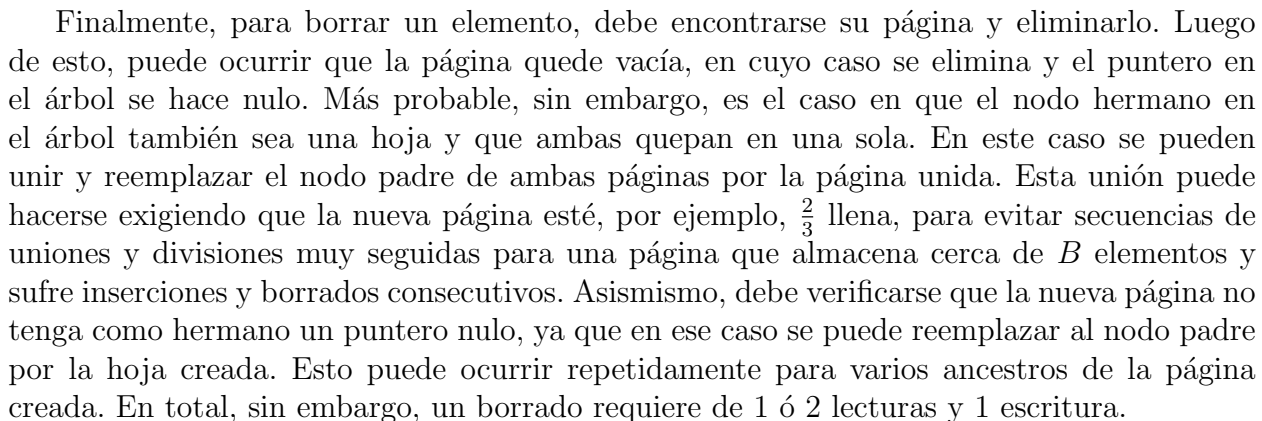 Finalmente, para borrar un elemento, debe encontrarse su página y eliminarlo. Luego
de esto, puede ocurrir que la página quede vacía, en cuyo caso se elimina y el puntero en
el árbol se hace nulo. Más probable, sin embargo, es el caso en que el nodo hermano en
el árbol también sea una hoja y que ambas quepan en una sola. En este caso se pueden
unir y reemplazar el nodo padre de ambas páginas por la página unida. Esta unión puede
hacerse exigiendo que la nueva página esté, por ejemplo, 2/3 llena, para evitar secuencias de
uniones y divisiones muy seguidas para una página que almacena cerca de B elementos y
sufre inserciones y borrados consecutivos. Asismismo, debe verificarse que la nueva página no
tenga como hermano un puntero nulo, ya que en ese caso se puede reemplazar al nodo padre
por la hoja creada. Esto puede ocurrir repetidamente para varios ancestros de la página
creada. En total, sin embargo, un borrado requiere de 1 ó 2 lecturas y 1 escritura.